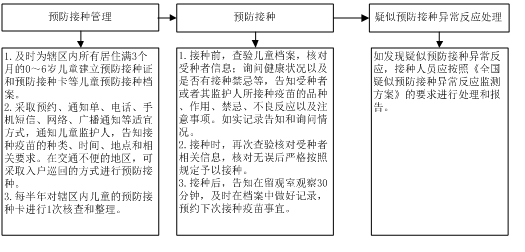 预防接种管理
预防接种
疑似预防接种异常反应处理
1.及时为辖区内所有居住满3个
月的0～6岁儿童建立预防接种证
和预防接种卡等儿童预防接种档
案。
2.采取预约、通知单、电话、手
机短信、网络、广播通知等适宜
方式，通知儿童监护人，告知接
种疫苗的种类、时间、地点和相
关要求。在交通不便的地区，可
采取入户巡回的方式进行预防接
种。
3.每半年对辖区内儿童的预防接
种卡进行1次核查和整理。
1.接种前，查验儿童档案，核对
受种者信息；询问健康状况以及
是否有接种禁忌等，告知受种者
或者其监护人所接种疫苗的品种
、作用、禁忌、不良反应以及注
意事项。如实记录告知和询问情
况。
2.接种时，再次查验核对受种者
相关信息，核对无误后严格按照
规定予以接种。
3.接种后，告知在留观室观察30
分钟，及时在档案中做好记录，
预约下次接种疫苗事宜。
如发现疑似预防接种异常反
应，接种人员应按照《全国
疑似预防接种异常反应监测
方案》的要求进行处理和报
告。